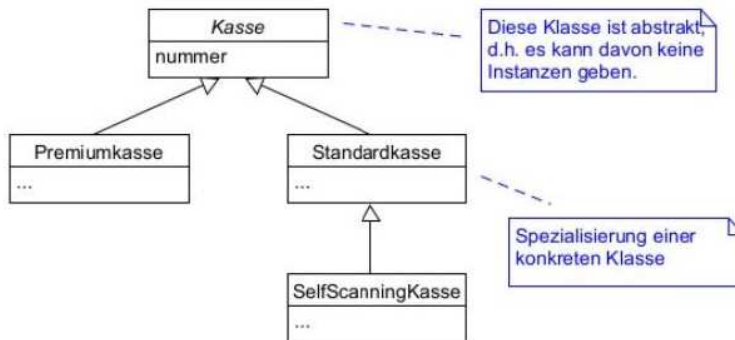 Kasse
nummer
Diese Klasse ist abstrakt,
d.h. es kann davon keine
Instanzen geben.
Premiumkasse
...
Standardkasse
...
Spezialisierung einer
konkreten Klasse
SelfScanningKasse
...